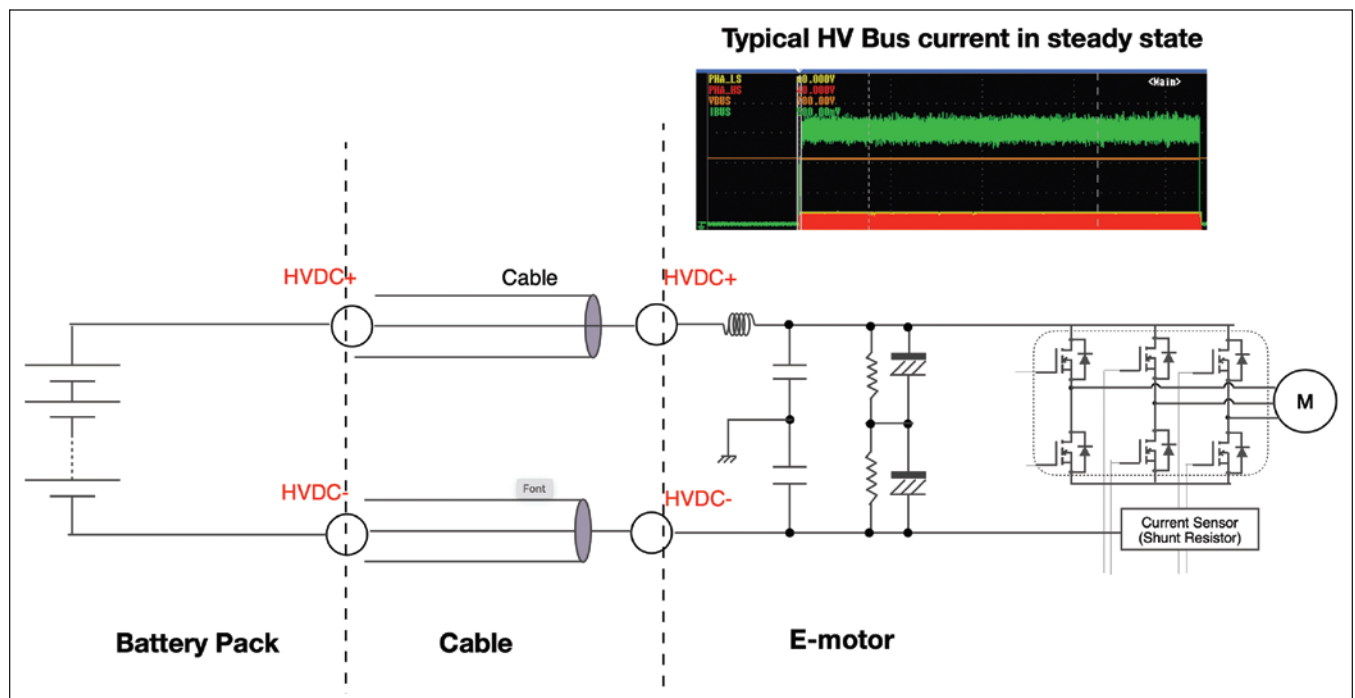 Typical HV Bus current in steady state
PHA_LS
PHA_HS
VBUS
IBUS
<Main>
HVDC+
Cable
HVDC+
M
HVDC-
Font
HVDC-
Current Sensor
(Shunt Resistor)
Battery Pack
Cable
E-motor